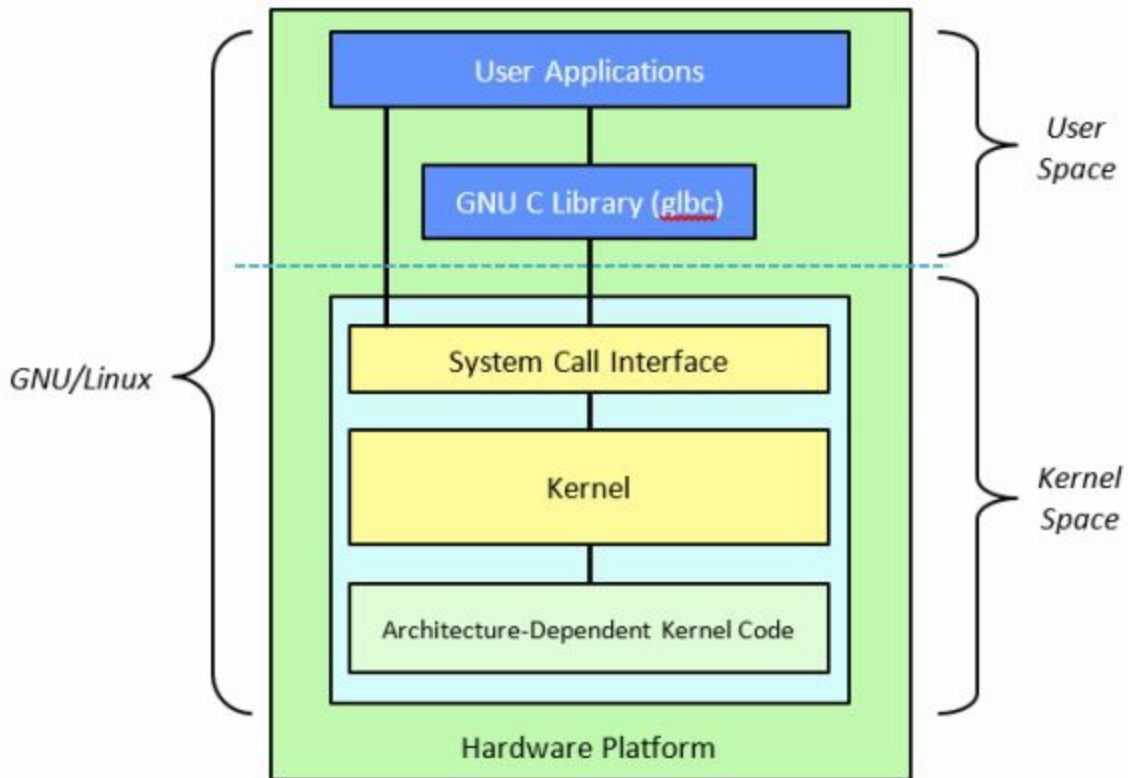 User Applications
User
Space
GNU C Library (glbc)
GNU/Linux
System Call Interface
Kernel
Kernel
Space
Architecture-Dependent Kernel Code
Hardware Platform